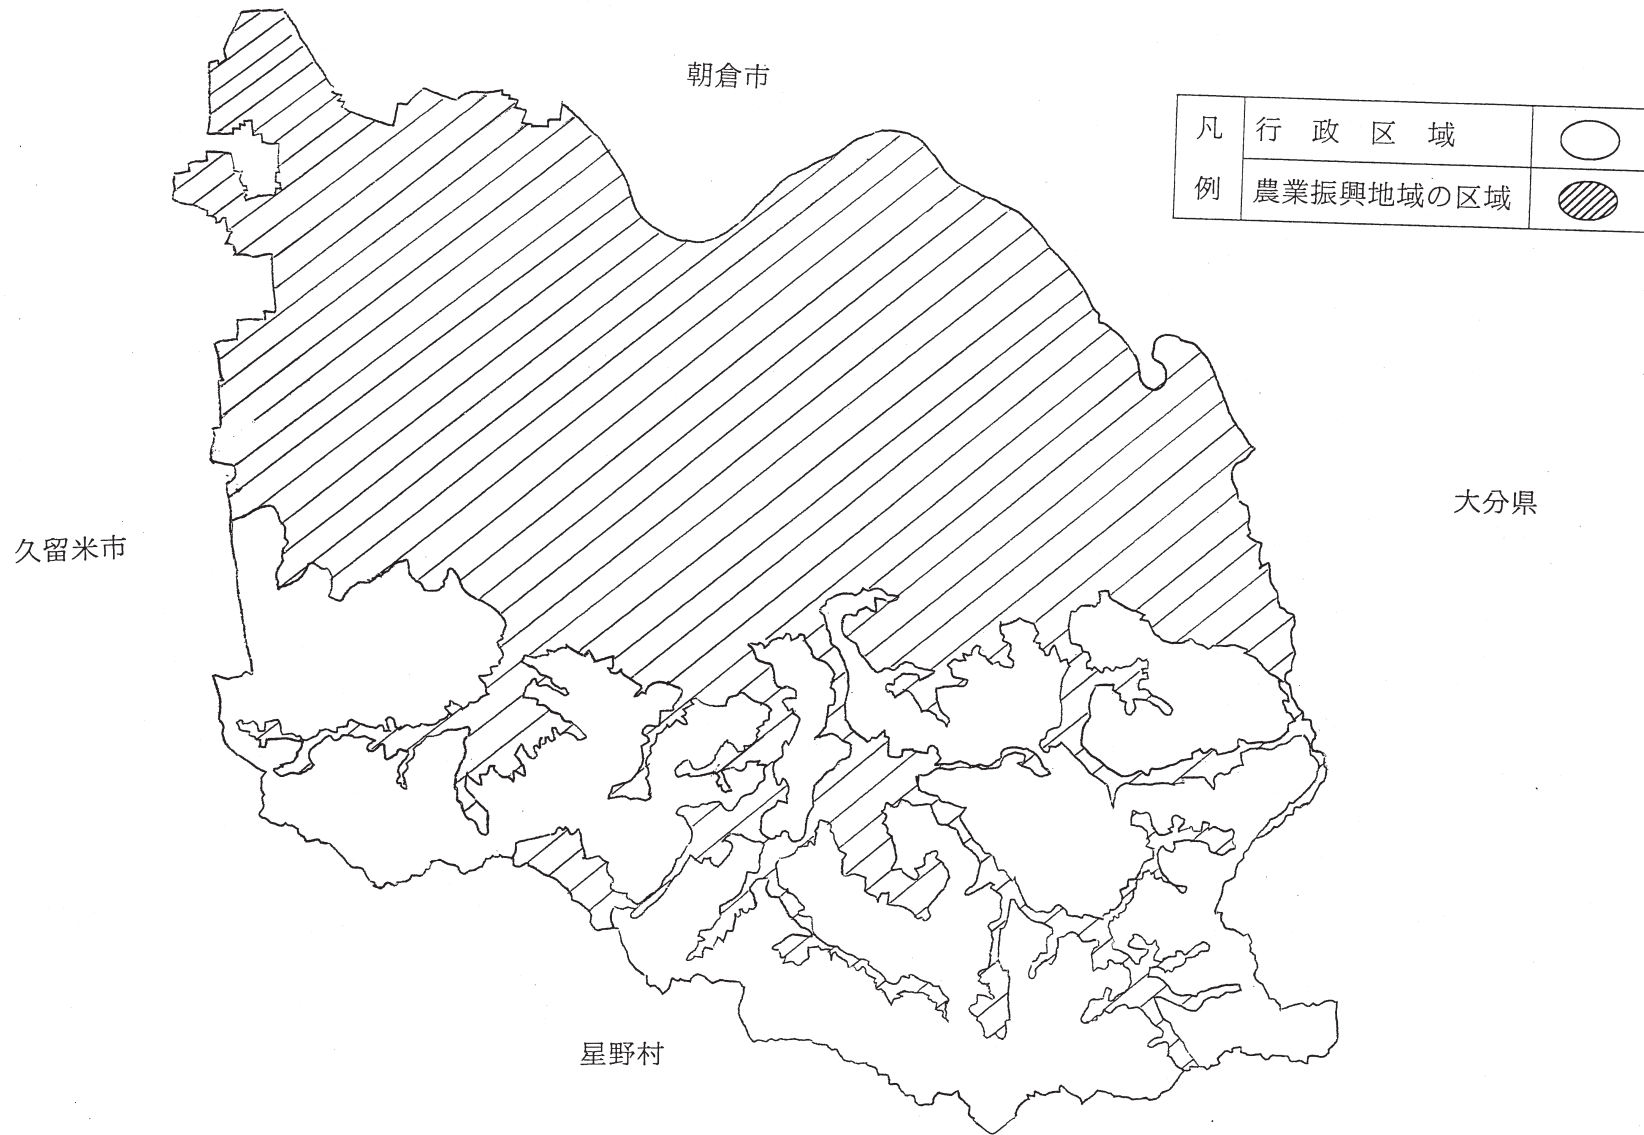 朝倉市
凡例
行政区域
農業振興地域の区域
大分県
久留米市
星野村